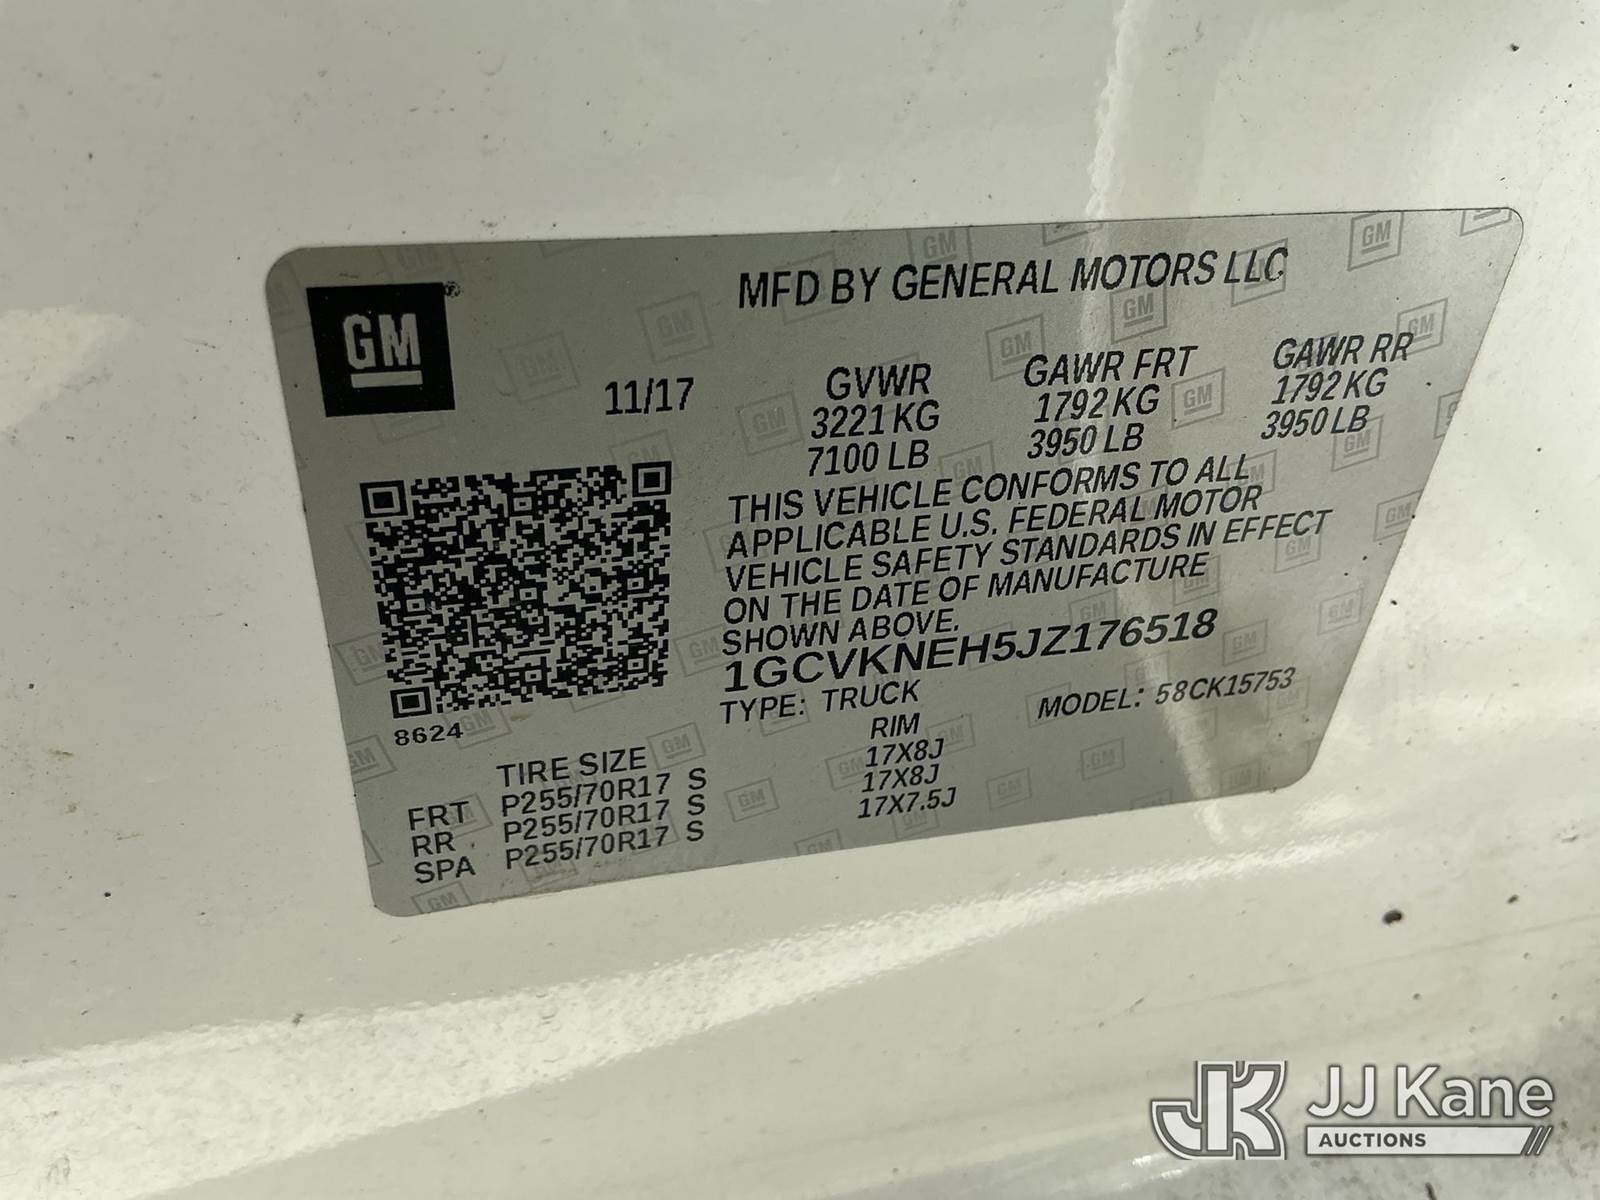 GM
MFD BY GENERAL MOTORS LLC
11/17
GVWR GAWR FRT GAWR RR
3221 KG 1792 KG 1792 KG
7100 LB 3950 LB 3950 LB
THIS VEHICLE CONFORMS TO ALL
APPLICABLE U.S. FEDERAL MOTOR
VEHICLE SAFETY STANDARDS IN EFFECT
ON THE DATE OF MANUFACTURE
SHOWN ABOVE.
1GCVKNEH5JZ176518
TYPE: TRUCK MODEL: 58CK15753
8624
TIRE SIZE RIM
FRT P255/70R17 S 17X8J
RR P255/70R17 S 17X8J
SPA P255/70R17 S 17X7.5J
JK JJ Kane
AUCTIONS